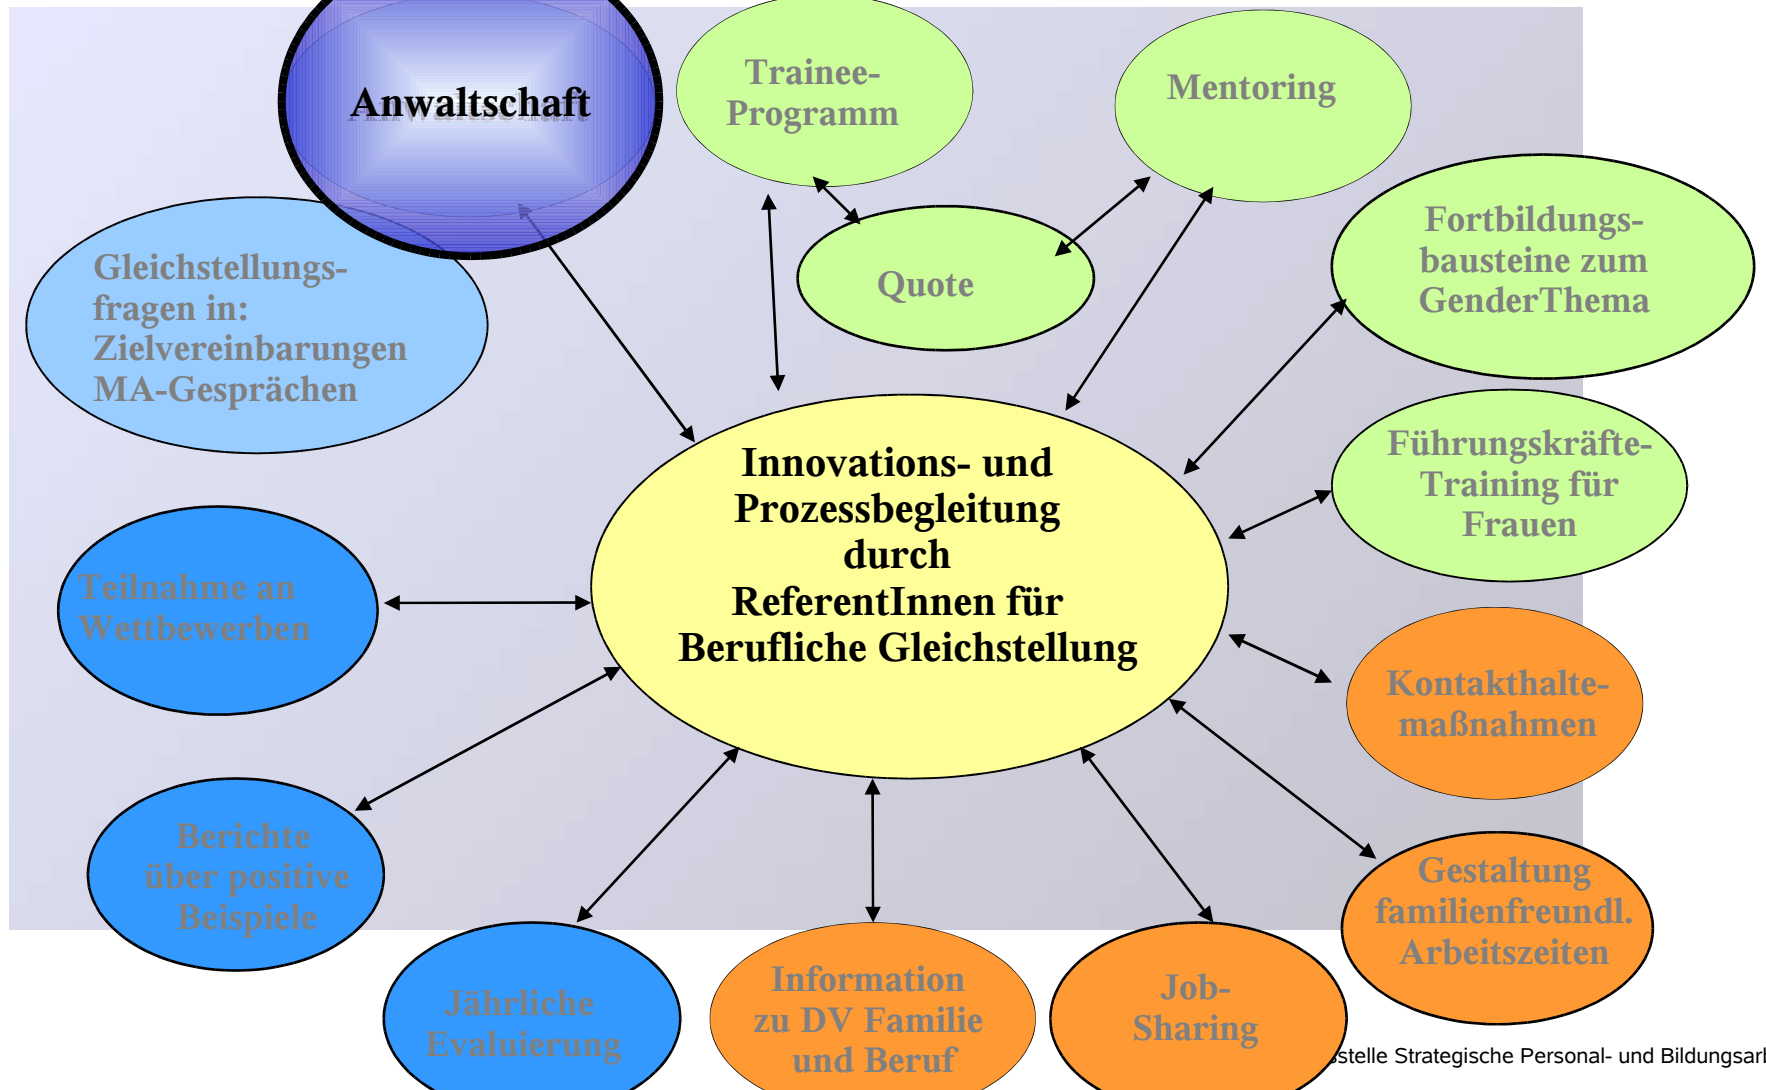 Anwaltschaft
Trainee-
Programm
Mentoring
Quote
Fortbildungs-
bausteine zum
GenderThema
Gleichstellungs-
fragen in:
Zielvereinbarungen
MA-Gesprächen
Führungskräfte-
Training für
Frauen
Innovations- und
Prozessbegleitung
durch
ReferentInnen für
Berufliche Gleichstellung
Teilnahme an
Wettbewerben
Kontakthalte-
maßnahmen
Berichte
über positive
Beispiele
Gestaltung
familienfreundl.
Arbeitszeiten
Jährliche
Evaluierung
Information
zu DV Familie
und Beruf
Job-
Sharing
Strategische Personal- und